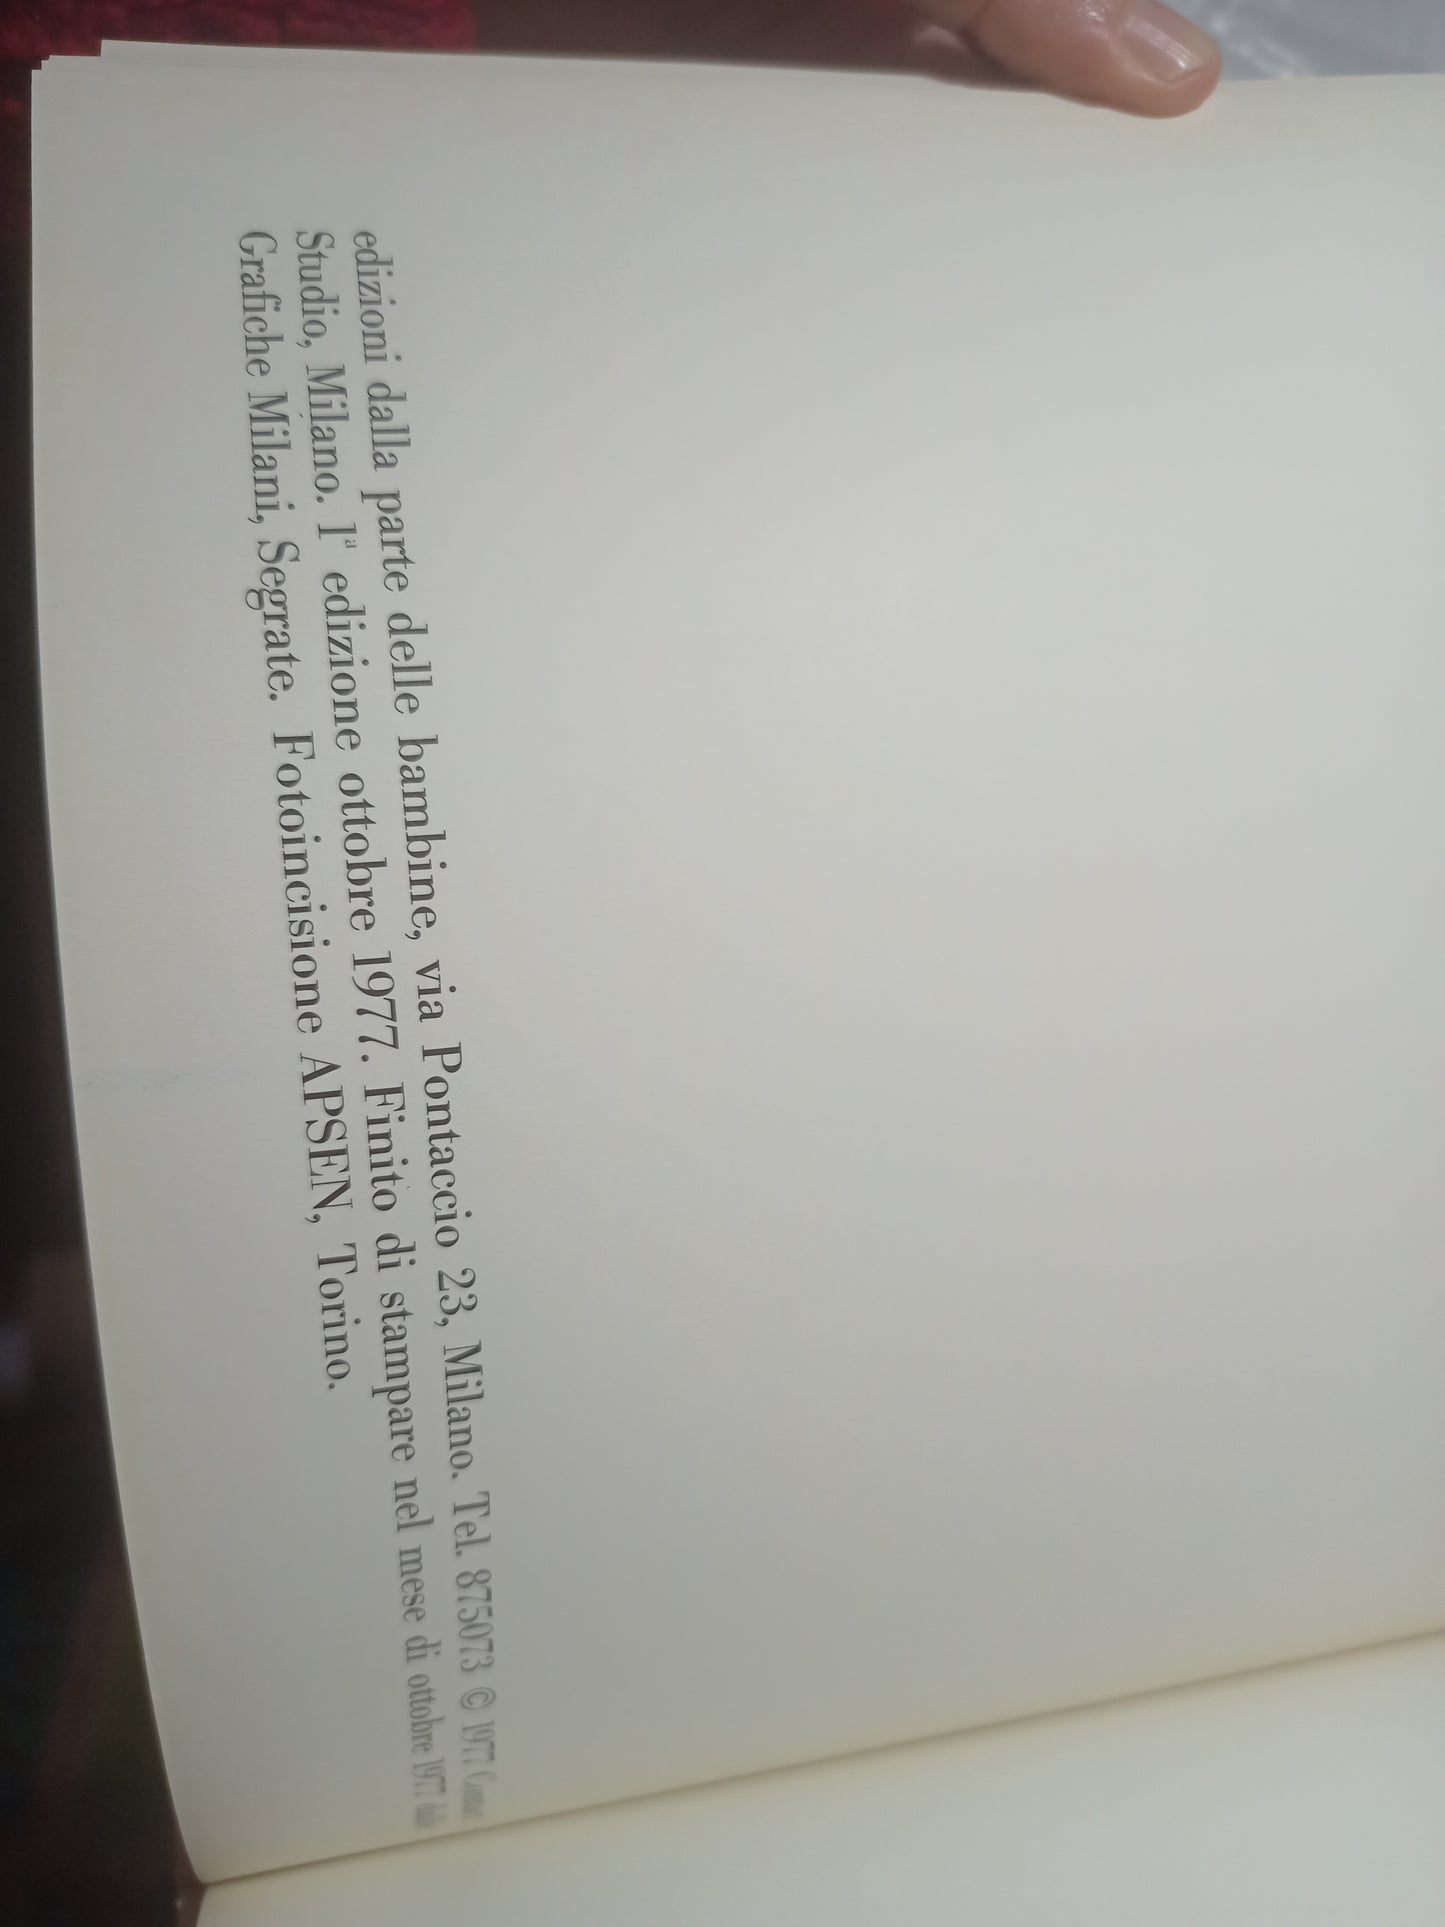 edizioni dalla parte delle bambine, via Pontaccio 23, Milano. Tel. 875073 © 1977 Contact
Studio, Milano. 1ª edizione ottobre 1977. Finito di stampare nel mese di ottobre 1977 dalle
Grafiche Milani, Segrate. Fotoincisione APSEN, Torino.